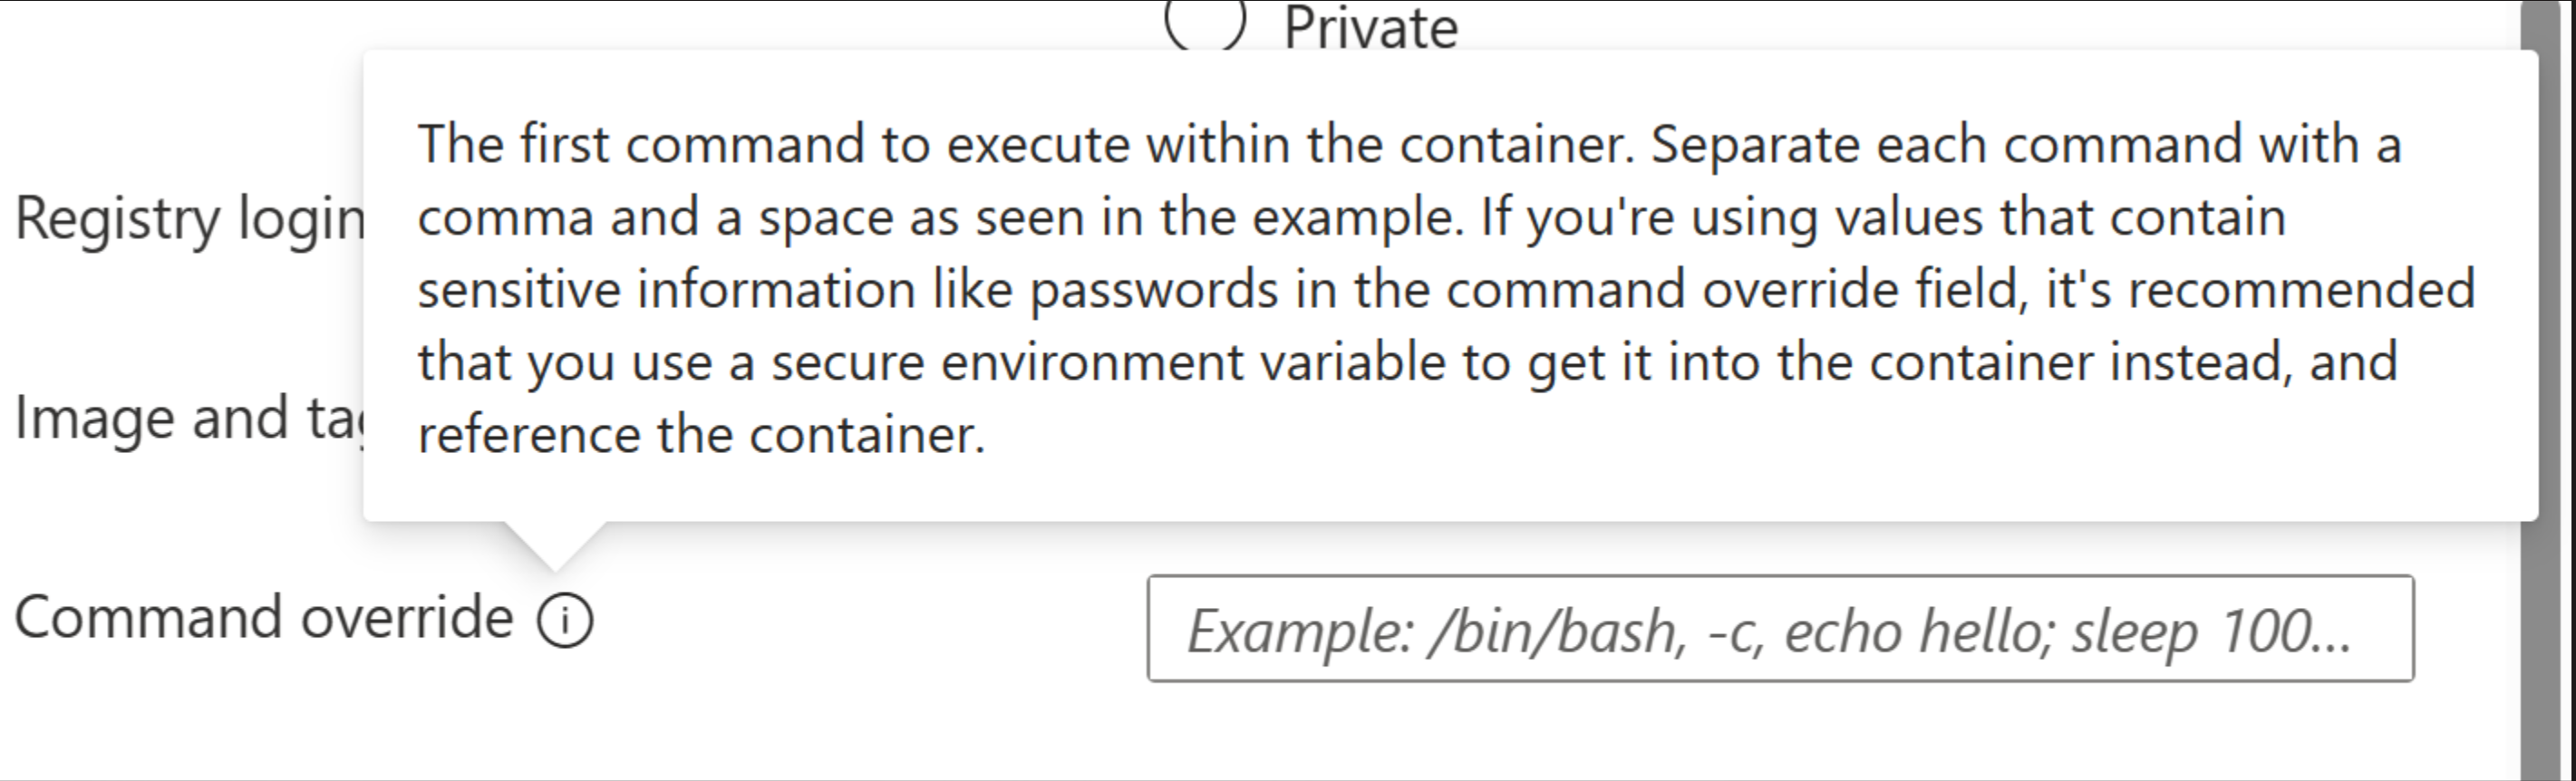 Private
The first command to execute within the container. Separate each command with a
comma and a space as seen in the example. If you're using values that contain
sensitive information like passwords in the command override field, it's recommended
that you use a secure environment variable to get it into the container instead, and
reference the container.
Registry login
Image and tag
Command override
Example: /bin/bash, -c, echo hello; sleep 100...